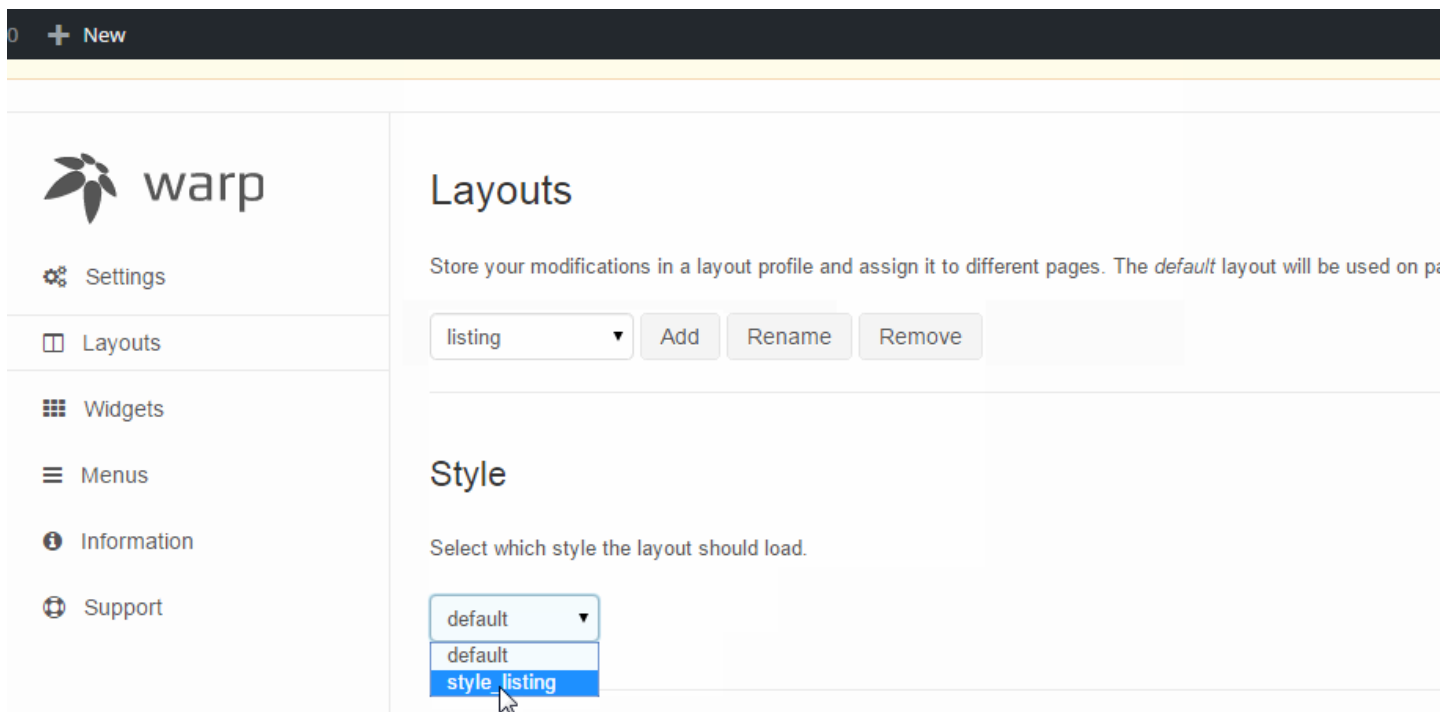 0 New
warp
Settings
Layouts
Widgets
Menus
Information
Support
Layouts
Store your modifications in a layout profile and assign it to different pages. The default layout will be used on pa
listing Add Rename Remove
Style
Select which style the layout should load.
default
default
style_listing